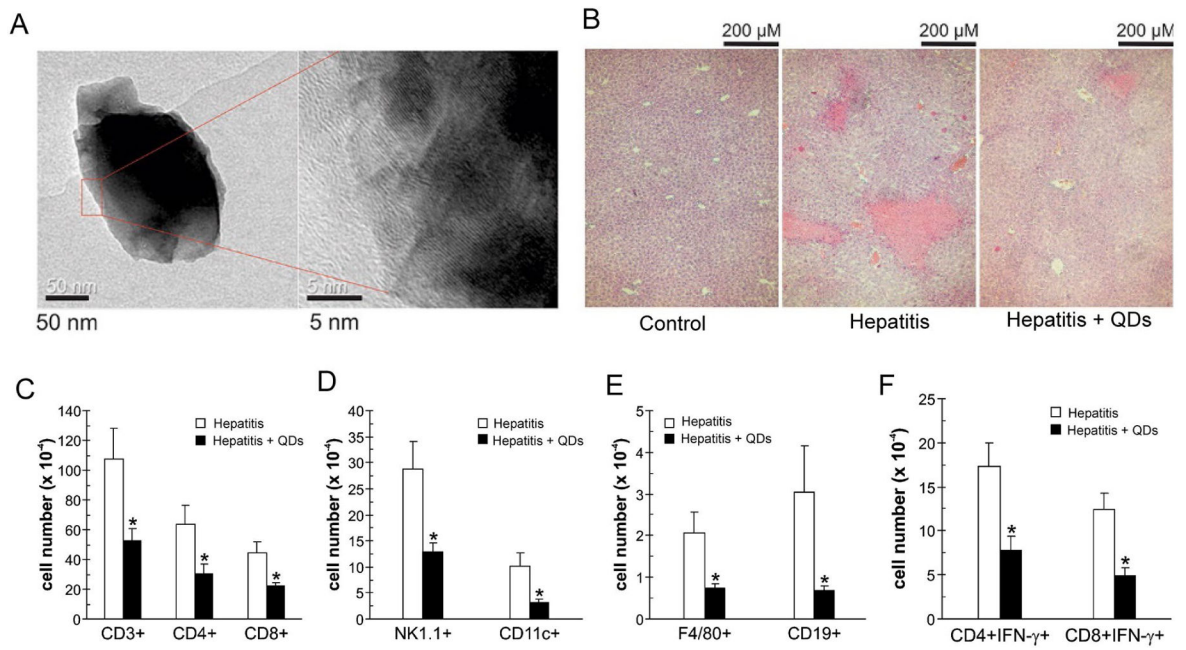 A
50 nm
5 nm
50 nm
5 nm
B
200 µM
200 µM
200 µM
Control
Hepatitis
Hepatitis + QDs
C
cell number (x 10⁻⁴)
140
120
100
80
60
40
20
0
Hepatitis
Hepatitis + QDs
*
*
*
CD3+
CD4+
CD8+
D
cell number (x 10⁻⁴)
40
35
30
25
20
15
10
5
0
Hepatitis
Hepatitis + QDs
*
*
NK1.1+
CD11c+
E
cell number (x 10⁻⁴)
5
4
3
2
1
0
Hepatitis
Hepatitis + QDs
*
*
F4/80+
CD19+
F
cell number (x 10⁻⁴)
25
20
15
10
5
0
Hepatitis
Hepatitis + QDs
*
*
CD4+IFN-γ+
CD8+IFN-γ+